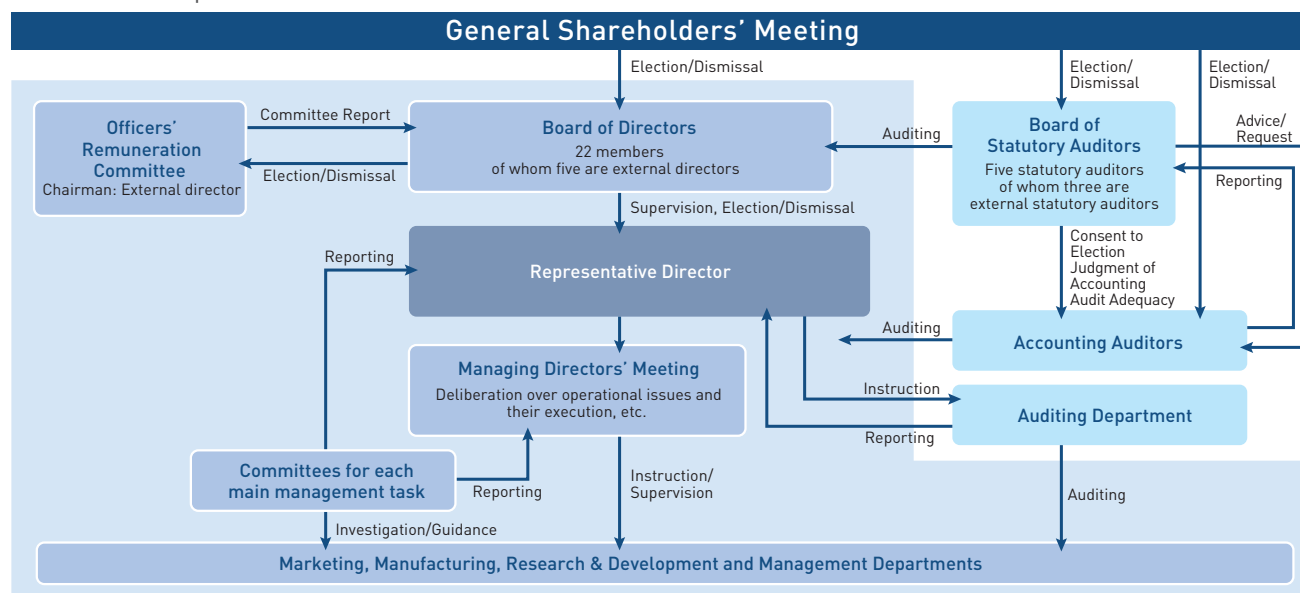 General Shareholders’ Meeting
Election/Dismissal
Election/
Dismissal
Election/
Dismissal
Officers’
Remuneration
Committee
Chairman: External director
Committee Report
Election/Dismissal
Board of Directors
22 members
of whom five are external directors
Auditing
Board of
Statutory Auditors
Five statutory auditors
of whom three are
external statutory auditors
Advice/
Request
Reporting
Supervision, Election/Dismissal
Consent to
Election
Judgment of
Accounting
Audit Adequacy
Reporting
Representative Director
Auditing
Accounting Auditors
Managing Directors’ Meeting
Deliberation over operational issues and
their execution, etc.
Instruction
Reporting
Auditing Department
Committees for each
main management task
Reporting
Instruction/
Supervision
Auditing
Investigation/Guidance
Marketing, Manufacturing, Research & Development and Management Departments